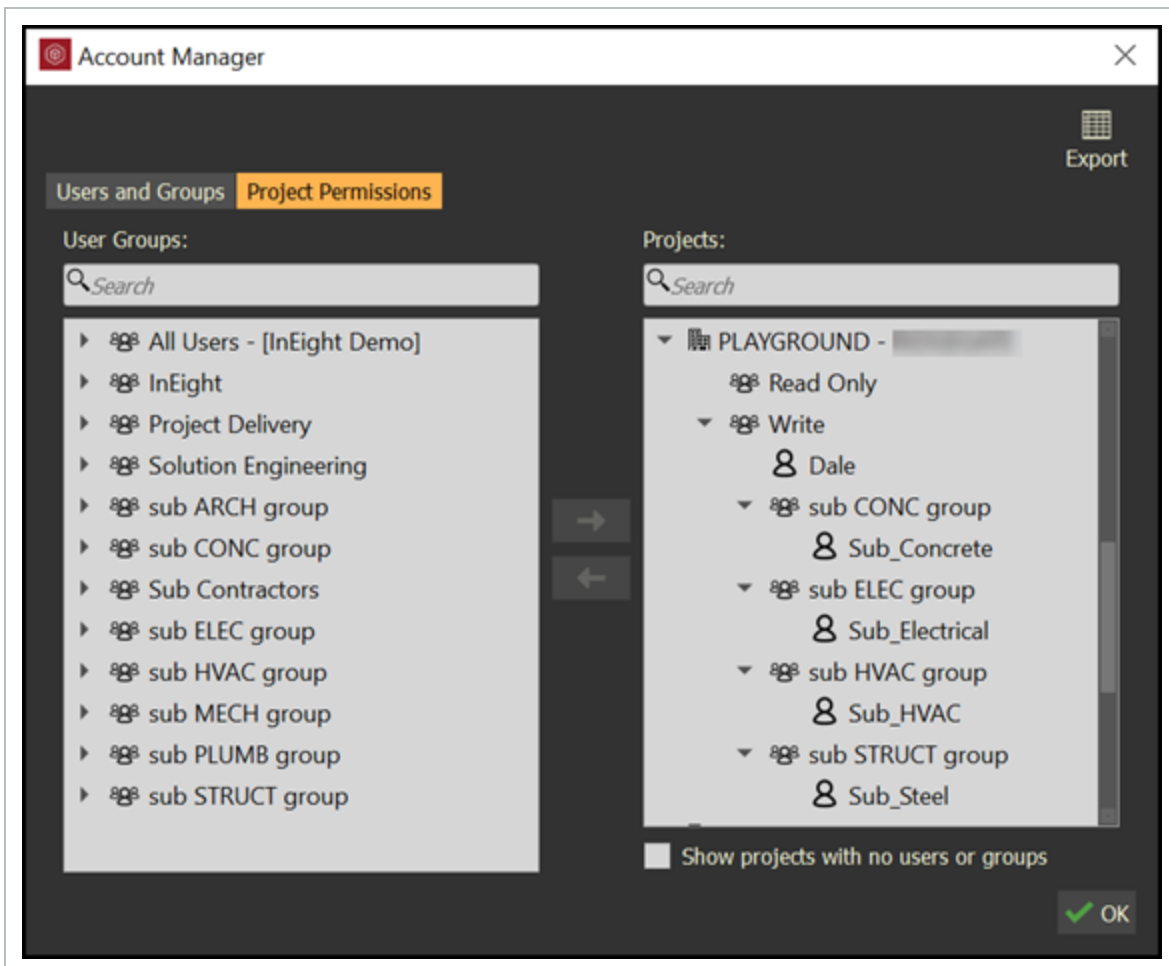 Account Manager
Export
Users and Groups
Project Permissions
User Groups:
Search
All Users - [InEight Demo]
InEight
Project Delivery
Solution Engineering
sub ARCH group
sub CONC group
Sub Contractors
sub ELEC group
sub HVAC group
sub MECH group
sub PLUMB group
sub STRUCT group
Projects:
Search
PLAYGROUND -
Read Only
Write
Dale
sub CONC group
Sub_Concrete
sub ELEC group
Sub_Electrical
sub HVAC group
Sub_HVAC
sub STRUCT group
Sub_Steel
Show projects with no users or groups
OK